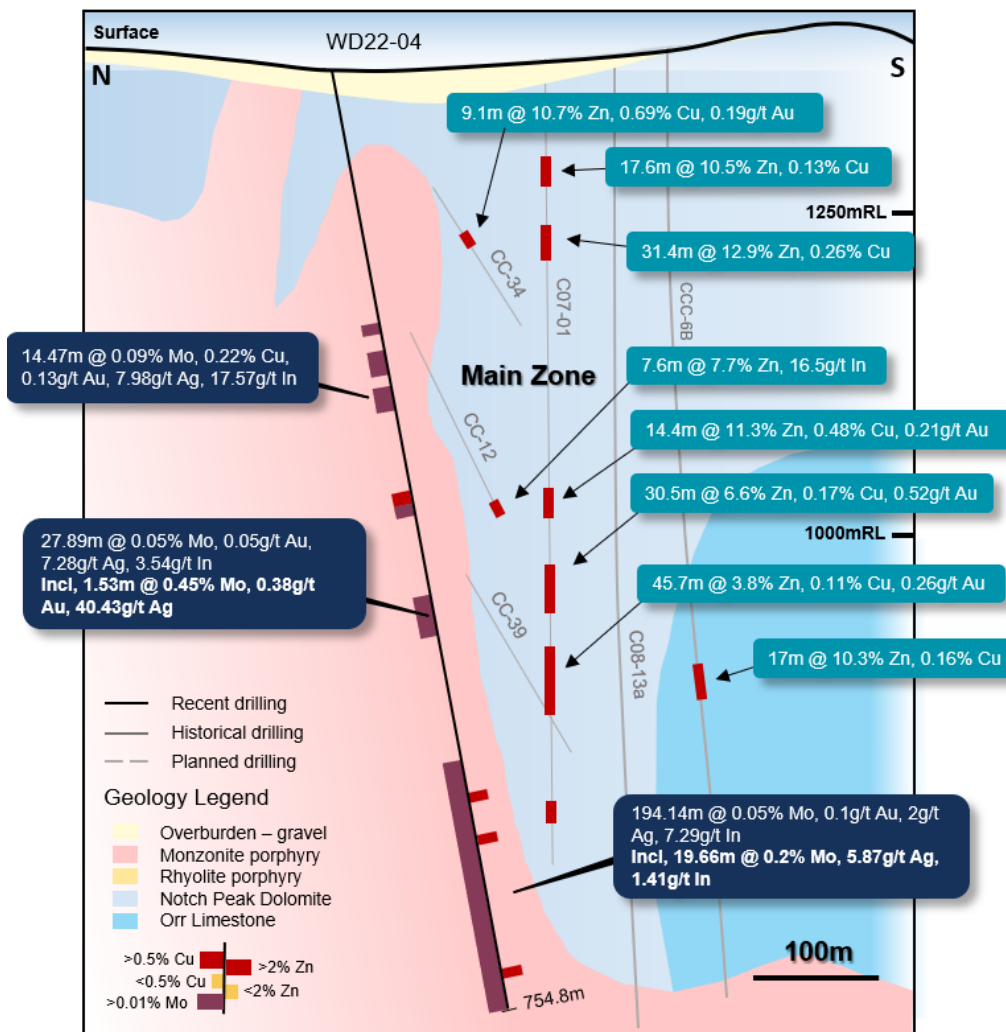 Surface
WD22-04
N
S
9.1m @ 10.7% Zn, 0.69% Cu, 0.19g/t Au
17.6m @ 10.5% Zn, 0.13% Cu
1250mRL
31.4m @ 12.9% Zn, 0.26% Cu
CC-34
C07-01
CCC-6B
14.47m @ 0.09% Mo, 0.22% Cu,
0.13g/t Au, 7.98g/t Ag, 17.57g/t In
Main Zone
7.6m @ 7.7% Zn, 16.5g/t In
CC-12
14.4m @ 11.3% Zn, 0.48% Cu, 0.21g/t Au
30.5m @ 6.6% Zn, 0.17% Cu, 0.52g/t Au
1000mRL
27.89m @ 0.05% Mo, 0.05g/t Au,
7.28g/t Ag, 3.54g/t In
Incl, 1.53m @ 0.45% Mo, 0.38g/t
Au, 40.43g/t Ag
45.7m @ 3.8% Zn, 0.11% Cu, 0.26g/t Au
CC-39
C08-13a
17m @ 10.3% Zn, 0.16% Cu
Recent drilling
Historical drilling
Planned drilling
Geology Legend
Overburden – gravel
Monzonite porphyry
Rhyolite porphyry
Notch Peak Dolomite
Orr Limestone
194.14m @ 0.05% Mo, 0.1g/t Au, 2g/t
Ag, 7.29g/t In
Incl, 19.66m @ 0.2% Mo, 5.87g/t Ag,
1.41g/t In
>0.5% Cu
>2% Zn
<0.5% Cu
<2% Zn
>0.01% Mo
754.8m
100m